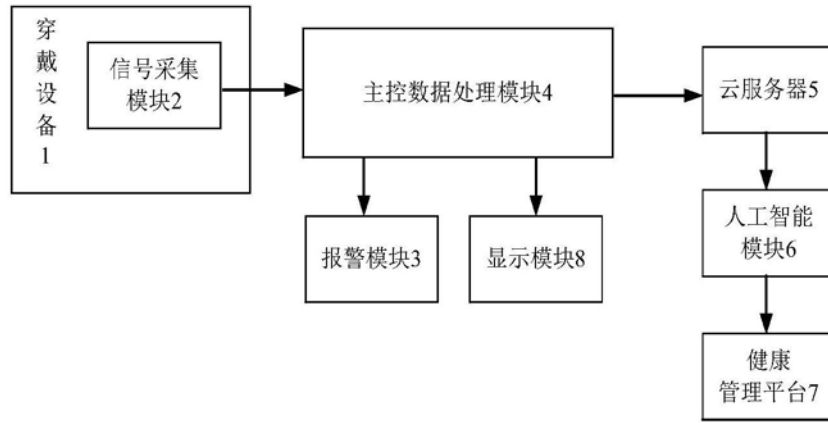 穿
戴
设
备
1
信号采集
模块2
主控数据处理模块4
云服务器5
报警模块3
显示模块8
人工智能
模块6
健康
管理平台7